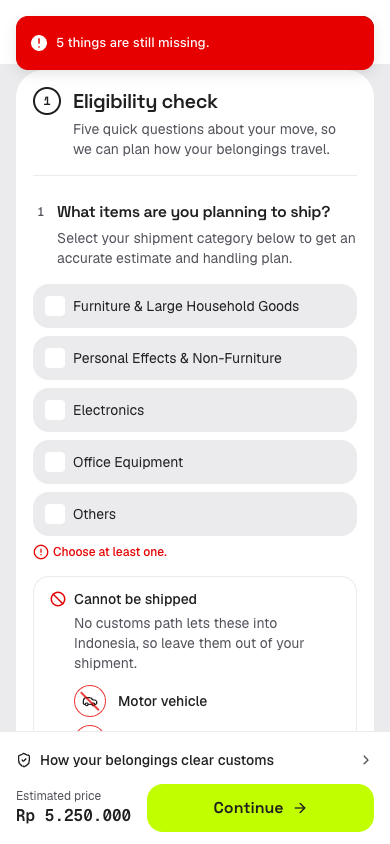 5 things are still missing.
1 Eligibility check
Five quick questions about your move, so
we can plan how your belongings travel.
1 What items are you planning to ship?
Select your shipment category below to get an
accurate estimate and handling plan.
Furniture & Large Household Goods
Personal Effects & Non-Furniture
Electronics
Office Equipment
Others
Choose at least one.
Cannot be shipped
No customs path lets these into
Indonesia, so leave them out of your
shipment.
Motor vehicle
How your belongings clear customs
Estimated price
Rp 5.250.000
Continue